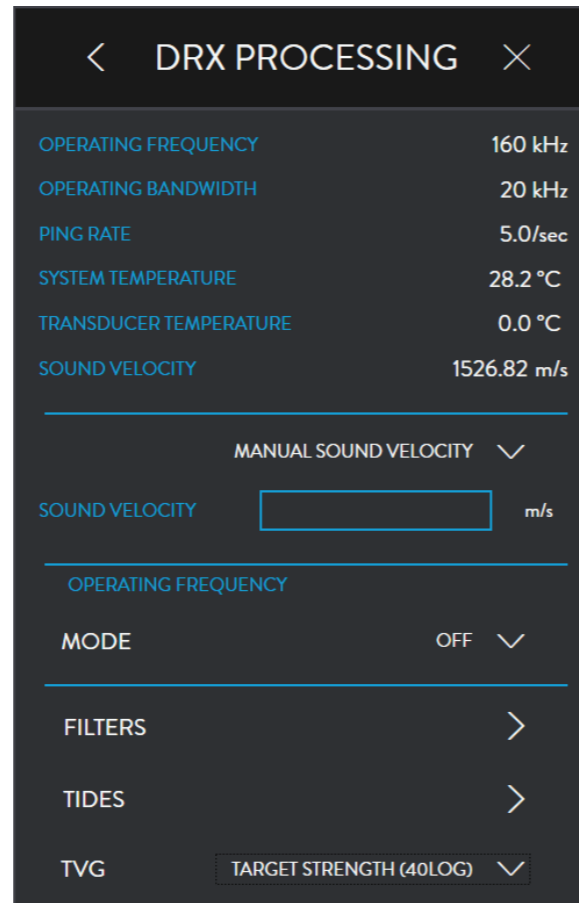 DRX PROCESSING
OPERATING FREQUENCY 160 kHz
OPERATING BANDWIDTH 20 kHz
PING RATE 5.0/sec
SYSTEM TEMPERATURE 28.2 °C
TRANSDUCER TEMPERATURE 0.0 °C
SOUND VELOCITY 1526.82 m/s
MANUAL SOUND VELOCITY
SOUND VELOCITY m/s
OPERATING FREQUENCY
MODE OFF
FILTERS
TIDES
TVG TARGET STRENGTH (40LOG)